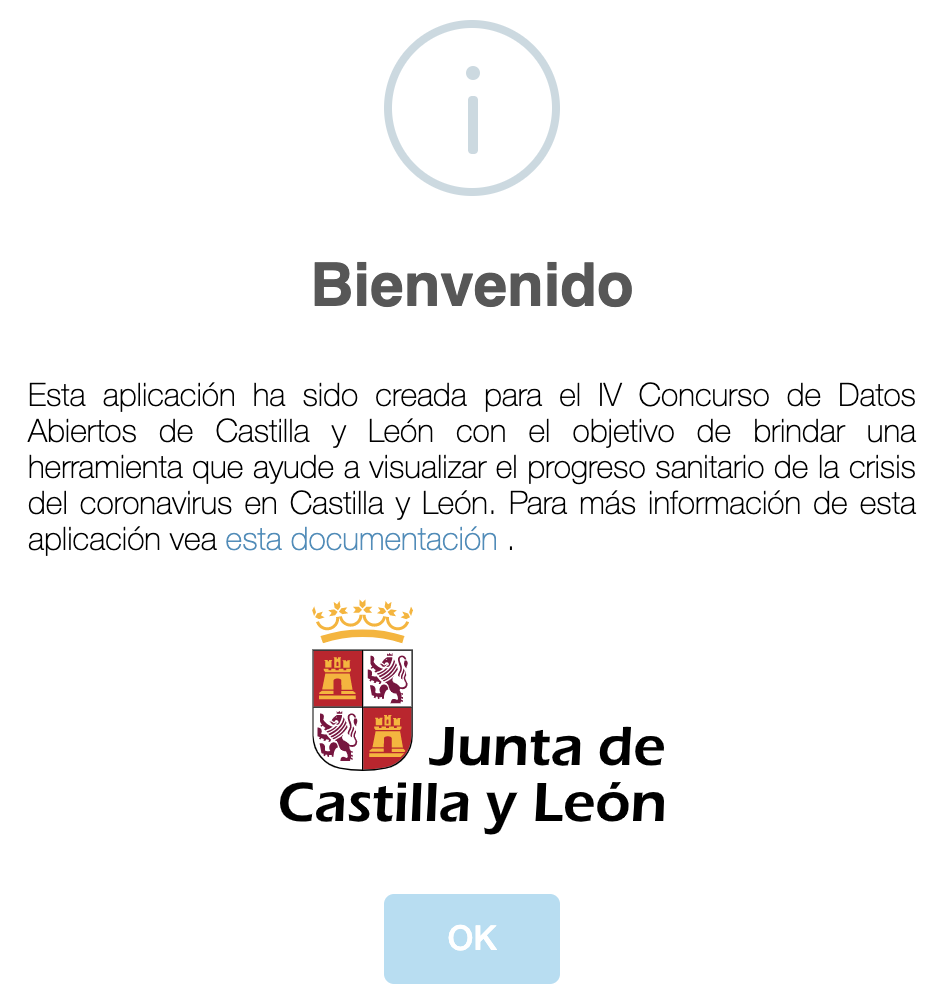 Bienvenido
Esta aplicación ha sido creada para el IV Concurso de Datos
Abiertos de Castilla y León con el objetivo de brindar una
herramienta que ayude a visualizar el progreso sanitario de la crisis
del coronavirus en Castilla y León. Para más información de esta
aplicación vea esta documentación .
Junta de
Castilla y León
OK